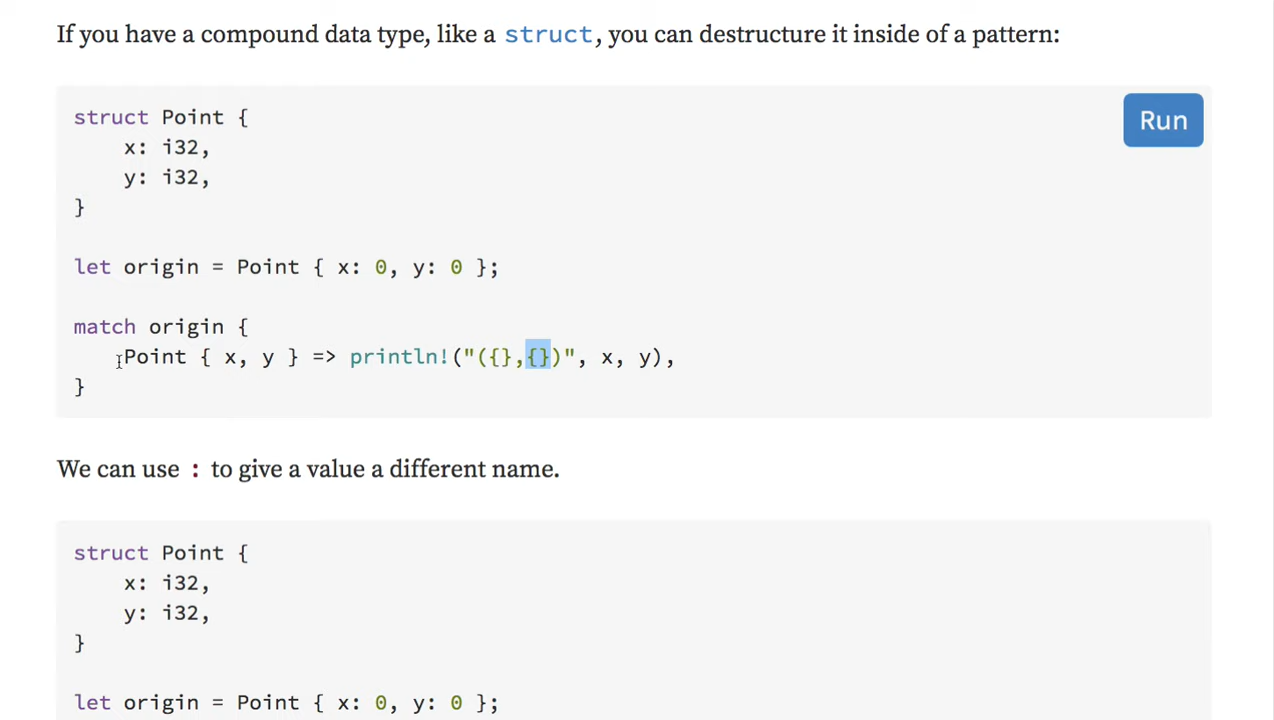 If you have a compound data type, like a struct, you can destructure it inside of a pattern:
Run
struct Point {
    x: i32,
    y: i32,
}
let origin = Point { x: 0, y: 0 };
match origin {
    Point { x, y } => println!("({},{})", x, y),
}
We can use : to give a value a different name.
struct Point {
    x: i32,
    y: i32,
}
let origin = Point { x: 0, y: 0 };